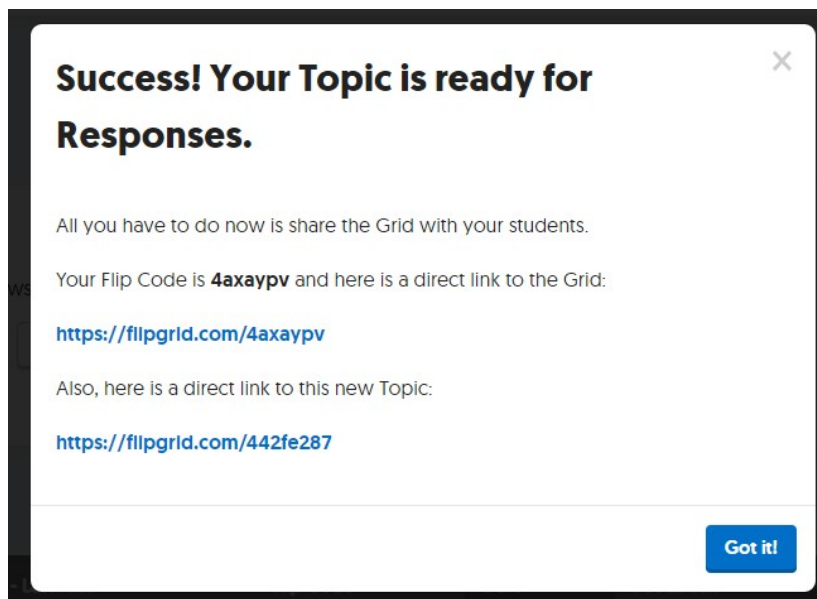 Success! Your Topic is ready for
Responses.
All you have to do now is share the Grid with your students.
Your Flip Code is 4axaypv and here is a direct link to the Grid:
https://flipgrid.com/4axaypv
Also, here is a direct link to this new Topic:
https://flipgrid.com/442fe287
Got it!